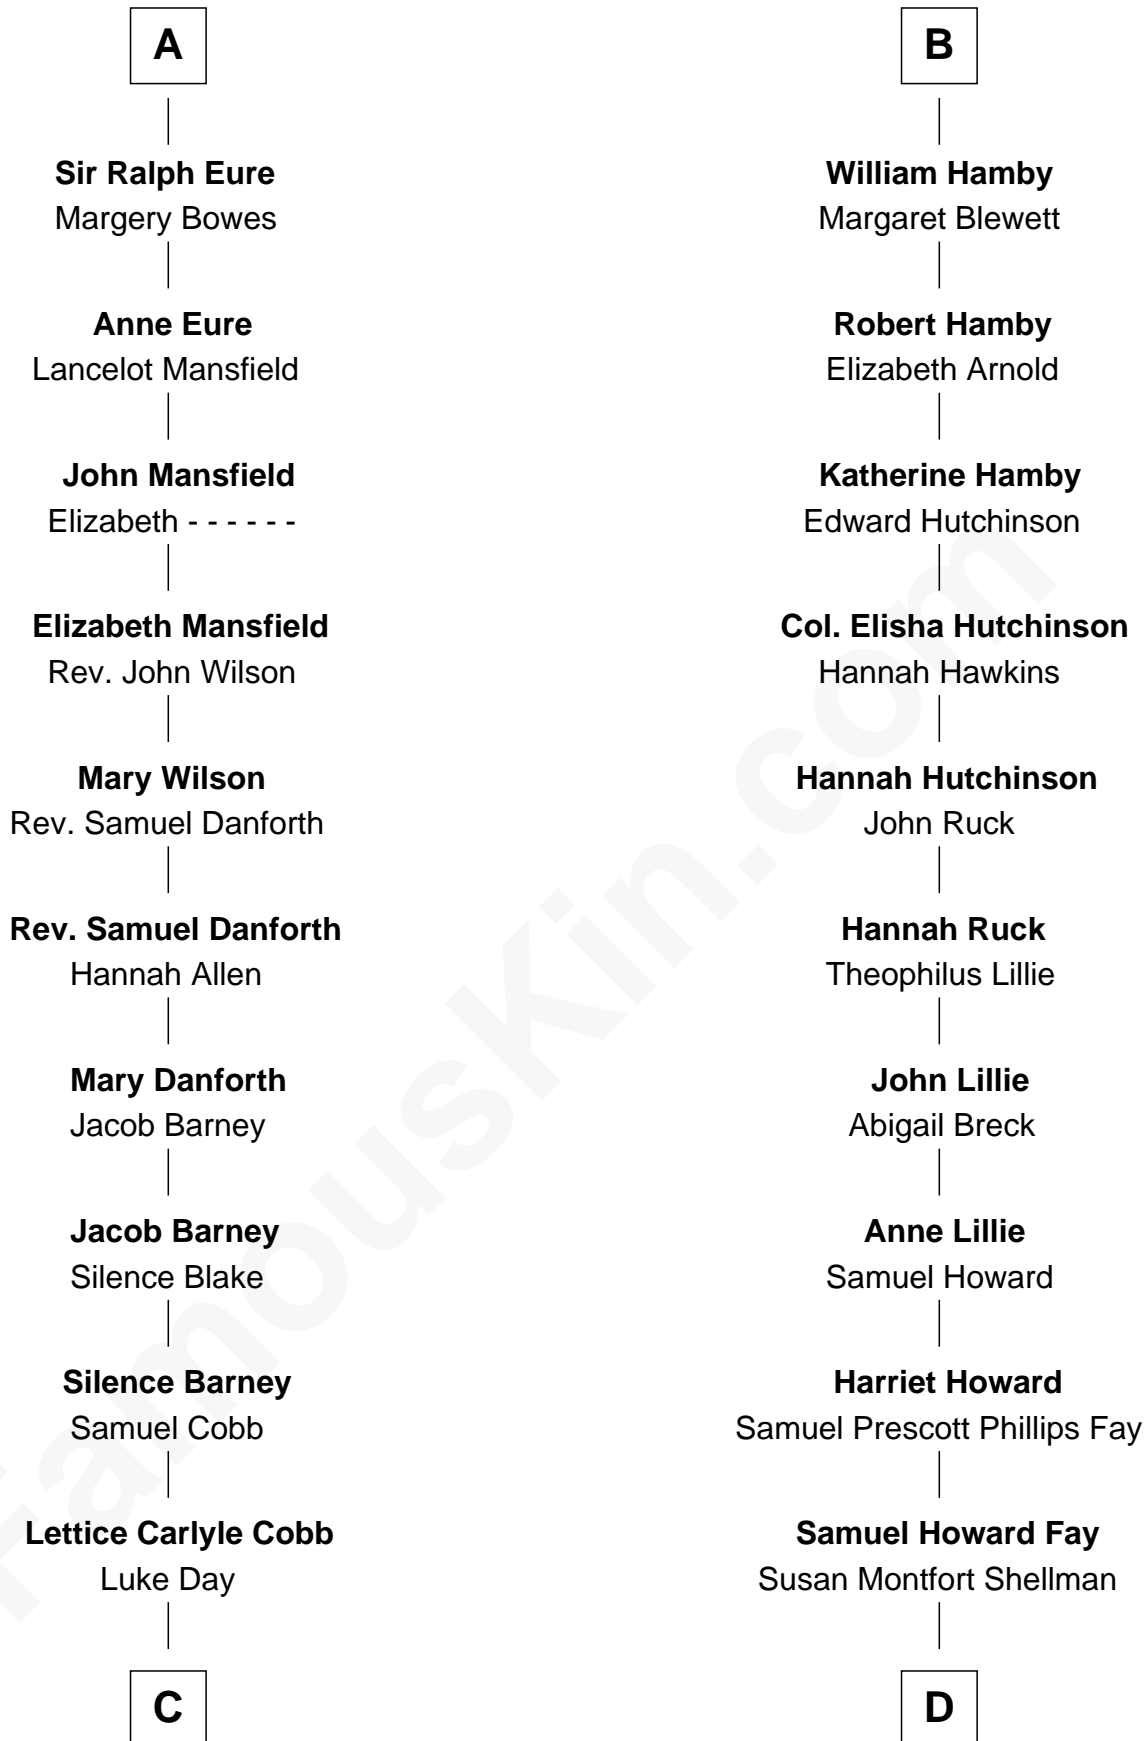 A
Sir Ralph Eure
Margery Bowes
Anne Eure
Lancelot Mansfield
John Mansfield
Elizabeth - - - - - -
Elizabeth Mansfield
Rev. John Wilson
Mary Wilson
Rev. Samuel Danforth
Rev. Samuel Danforth
Hannah Allen
Mary Danforth
Jacob Barney
Jacob Barney
Silence Blake
Silence Barney
Samuel Cobb
Lettice Carlyle Cobb
Luke Day
C
B
William Hamby
Margaret Blewett
Robert Hamby
Elizabeth Arnold
Katherine Hamby
Edward Hutchinson
Col. Elisha Hutchinson
Hannah Hawkins
Hannah Hutchinson
John Ruck
Hannah Ruck
Theophilus Lillie
John Lillie
Abigail Breck
Anne Lillie
Samuel Howard
Harriet Howard
Samuel Prescott Phillips Fay
Samuel Howard Fay
Susan Montfort Shellman
D
FamousKin.com